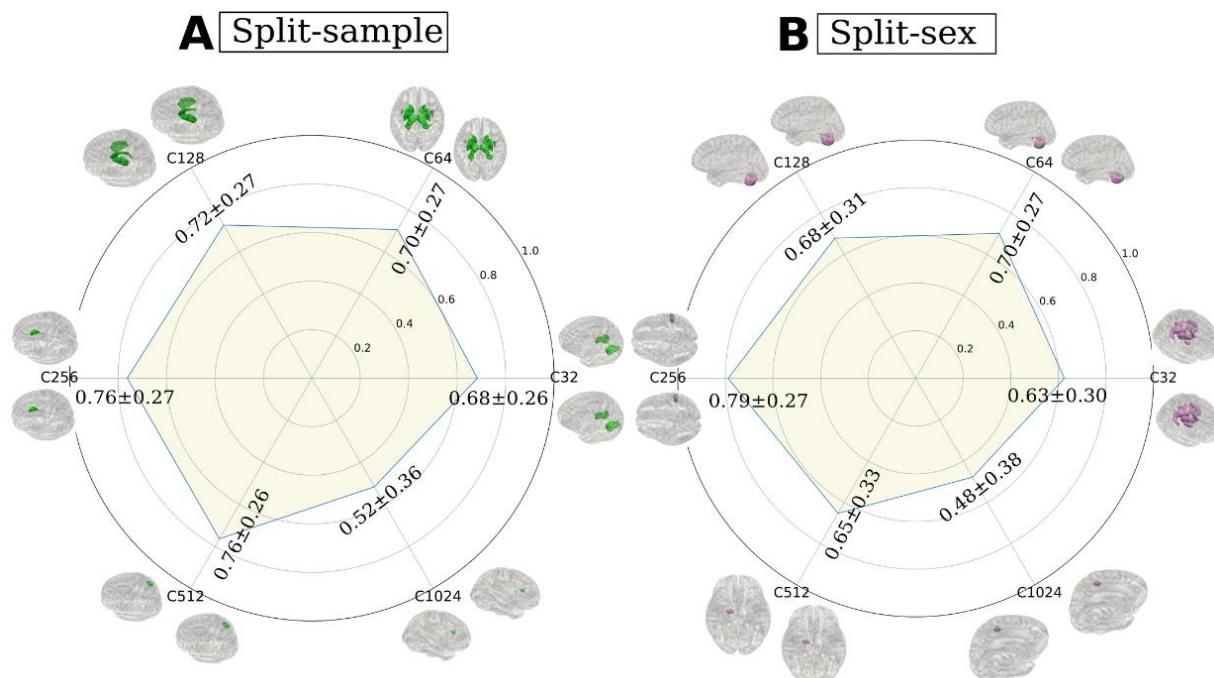 A Split-sample
C128
C64
0.72±0.27
0.70±0.27
1.0
0.8
0.6
0.4
0.2
C256
0.76±0.27
C32
0.68±0.26
0.76±0.26
0.52±0.36
C512
C1024
B Split-sex
C128
C64
0.68±0.31
0.70±0.27
1.0
0.8
0.6
0.4
0.2
C256
0.79±0.27
C32
0.63±0.30
0.65±0.33
0.48±0.38
C512
C1024